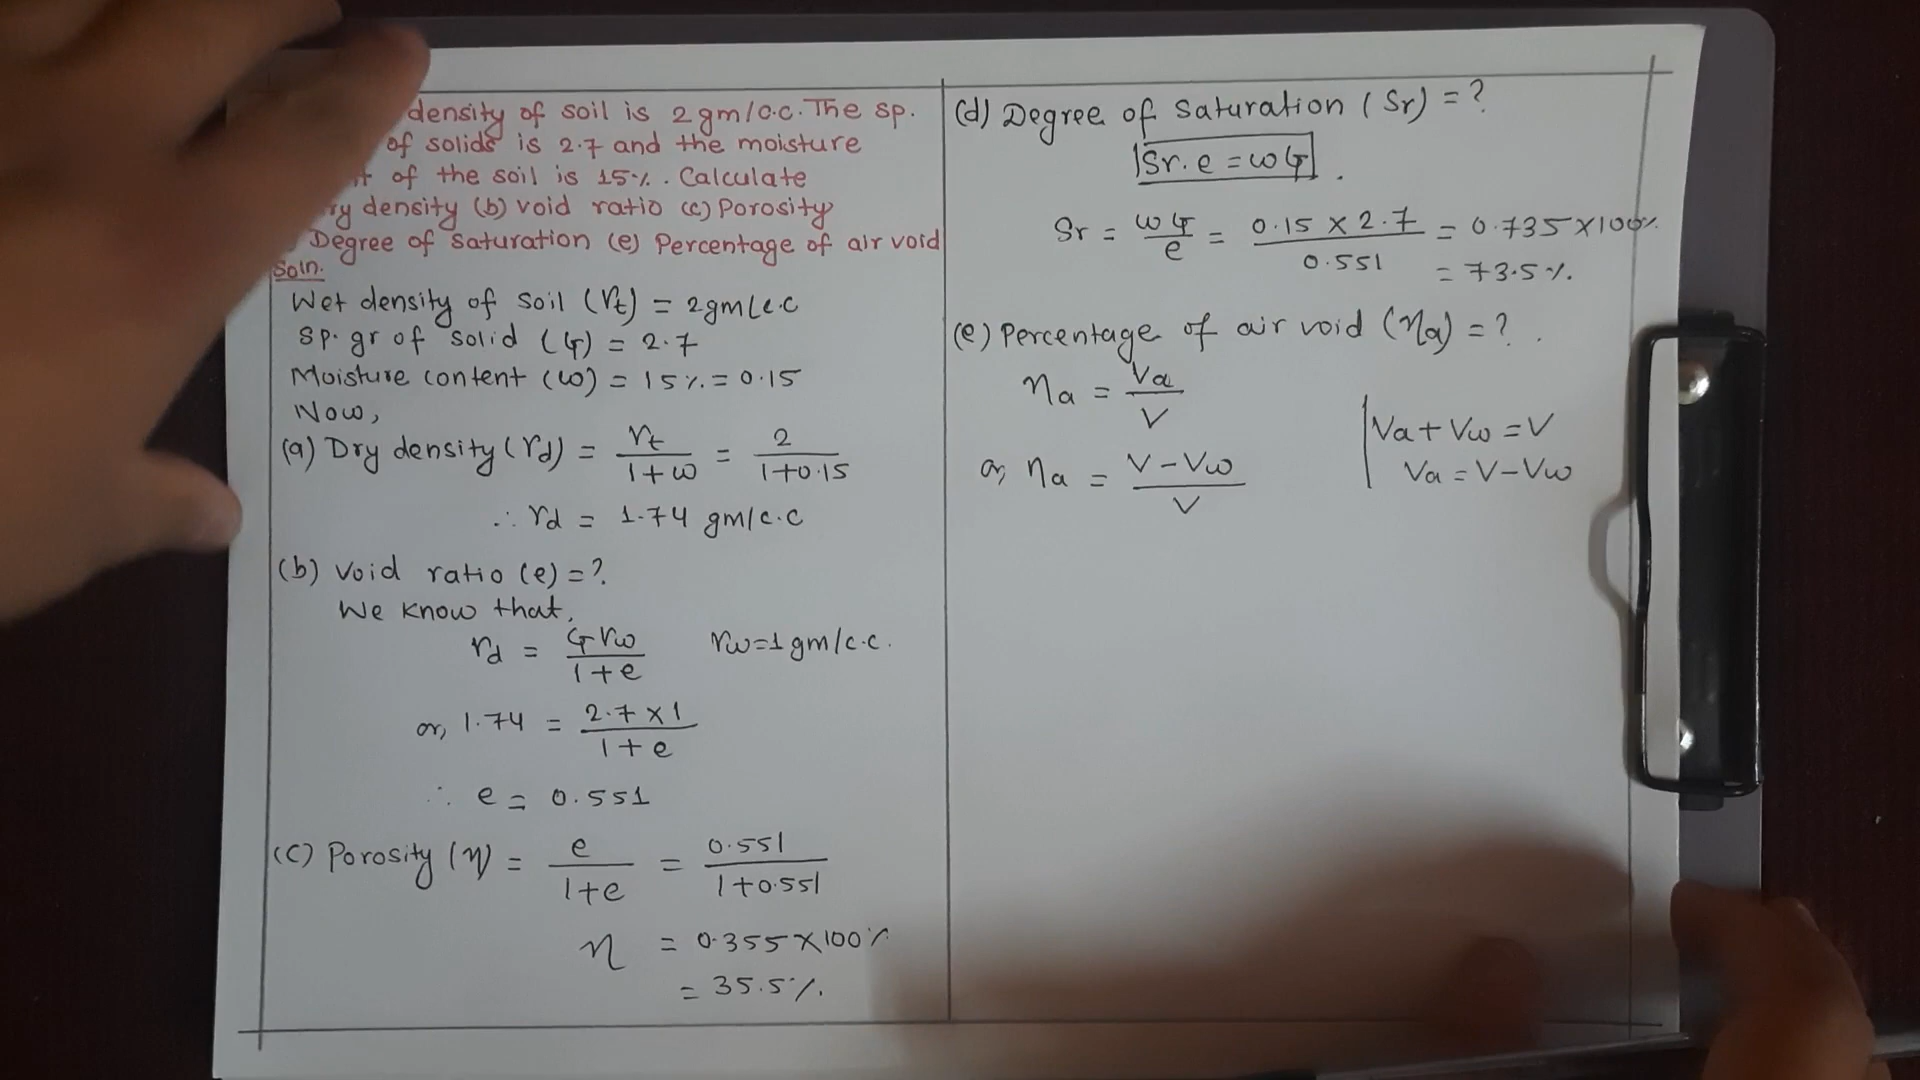 density of soil is 2gm/c.c. The sp.
of solids is 2.7 and the moisture
of the soil is 15%. Calculate
density (b) void ratio (c) Porosity
Degree of saturation (e) Percentage of air void
Soln.
Wet density of soil (γt) = 2gm/c.c
Sp. gr of solid (G) = 2.7
Moisture content (ω) = 15% = 0.15
Now,
(a) Dry density (γd) = γt/1+ω = 2/1+0.15
∴ γd = 1.74 gm/c.c
(b) Void ratio (e) = ?
We know that,
γd = Gγω/1+e γω=1gm/c.c.
or, 1.74 = 2.7×1/1+e
∴ e = 0.551
(c) Porosity (η) = e/1+e = 0.551/1+0.551
η = 0.355×100%
= 35.5%.
(d) Degree of saturation (Sr) = ?
Sr.e = ωG.
Sr = ωG/e = 0.15×2.7/0.551 = 0.735×100%
= 73.5%.
(e) Percentage of air void (ηa) = ?.
ηa = Va/V
or, ηa = V-Vω/V
Va+Vω=V
Va=V-Vω